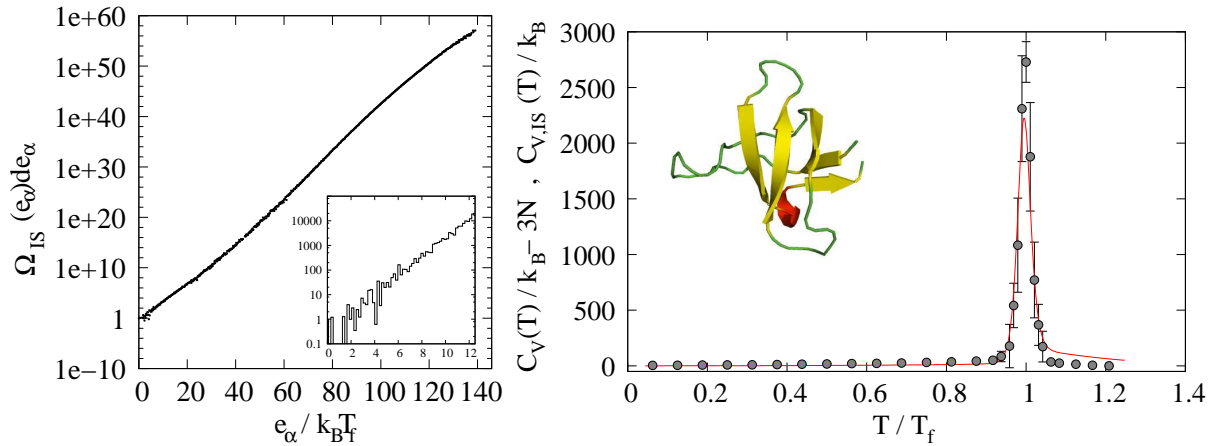 Ω_IS (e_α)de_α
1e+60
1e+50
1e+40
1e+30
1e+20
1e+10
1
1e−10
0 20 40 60 80 100 120 140
e_α / k_BT_f
10000
1000
100
10
1
0.1
0 2 4 6 8 10 12
C_V(T) / k_B − 3N , C_V,IS (T) / k_B
3000
2500
2000
1500
1000
500
0
0 0.2 0.4 0.6 0.8 1 1.2 1.4
T / T_f